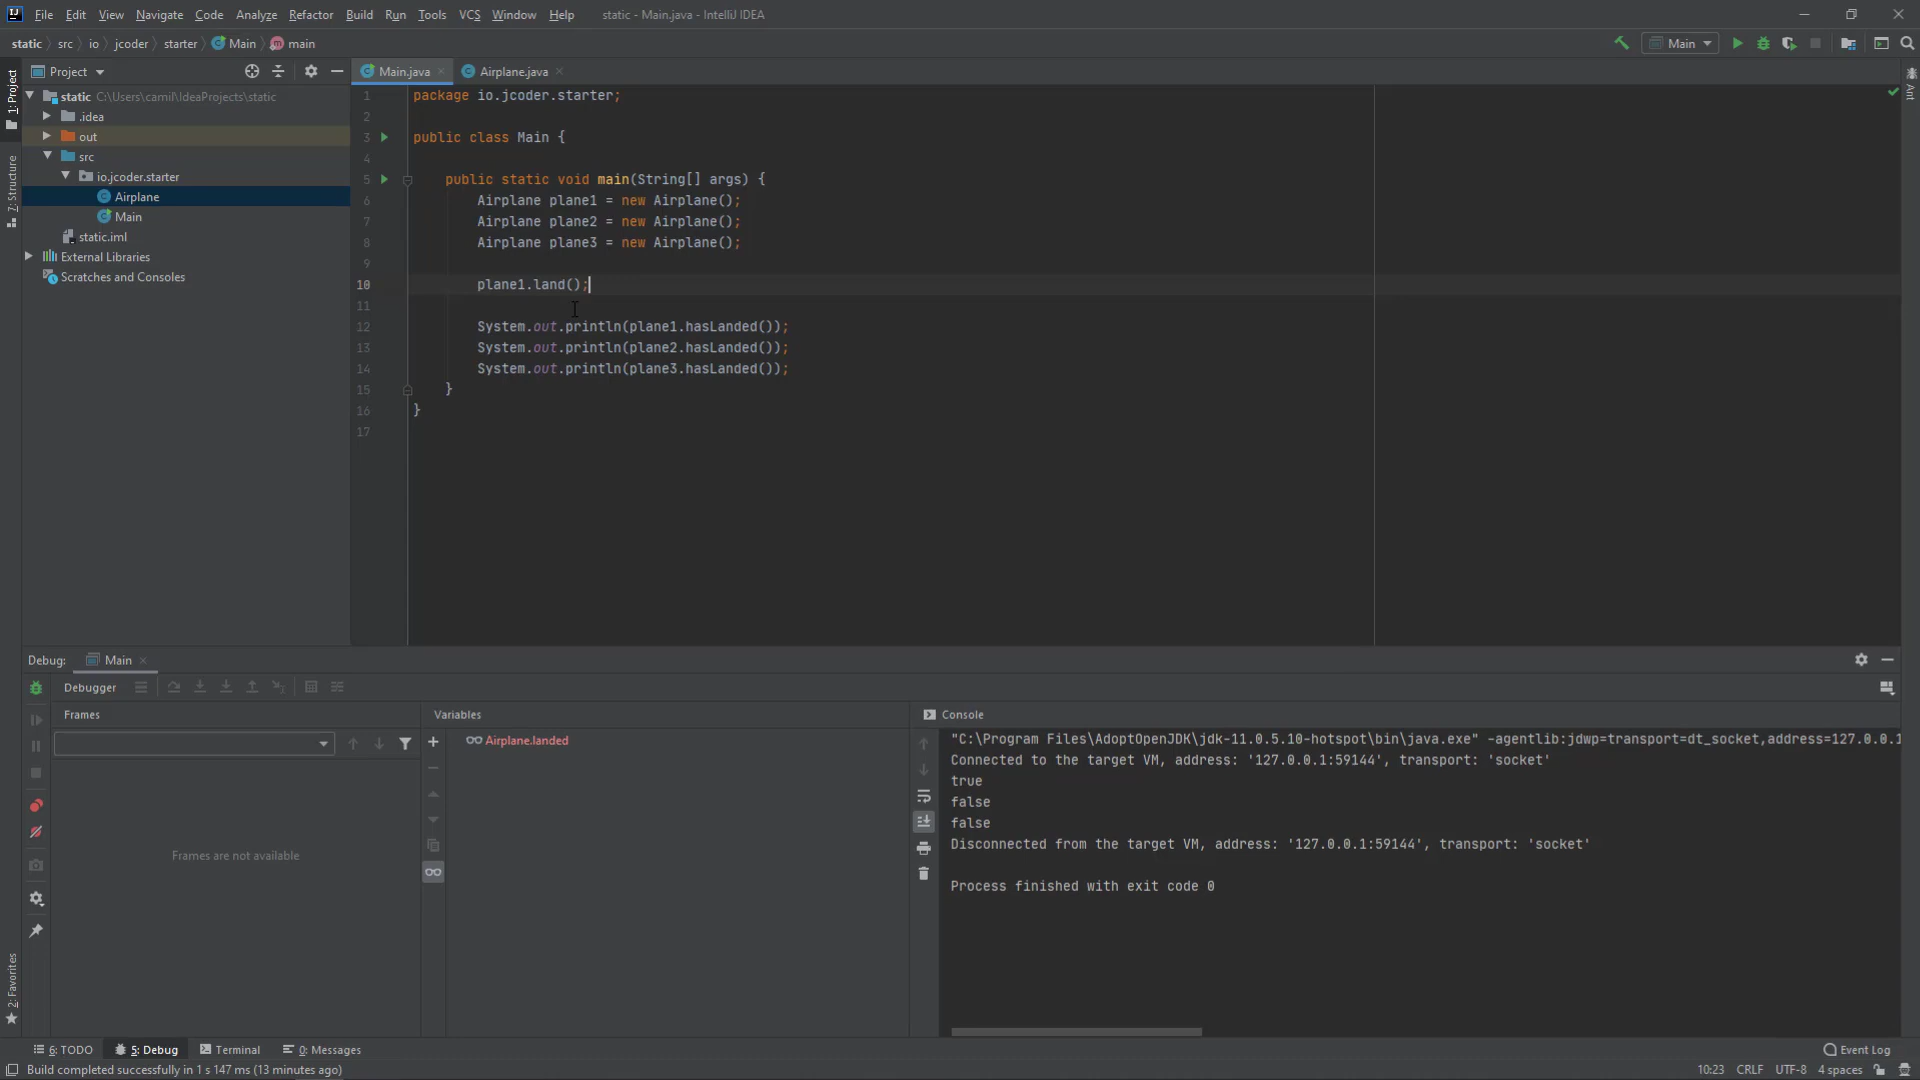 File Edit View Navigate Code Analyze Refactor Build Run Tools VCS Window Help static - Main.java - IntelliJ IDEA
static src io jcoder starter Main main
Main
Project
Main.java Airplane.java
1: Project
Z: Structure
2: Favorites
Ant
static C:\Users\camil\IdeaProjects\static
.idea
out
src
io.jcoder.starter
Airplane
Main
static.iml
External Libraries
Scratches and Consoles
1 package io.jcoder.starter;
2
3 public class Main {
4
5 public static void main(String[] args) {
6 Airplane plane1 = new Airplane();
7 Airplane plane2 = new Airplane();
8 Airplane plane3 = new Airplane();
9
10 plane1.land();
11
12 System.out.println(plane1.hasLanded());
13 System.out.println(plane2.hasLanded());
14 System.out.println(plane3.hasLanded());
15 }
16 }
17
Debug: Main
Debugger
Frames
Frames are not available
Variables
Airplane.landed
Console
"C:\Program Files\AdoptOpenJDK\jdk-11.0.5.10-hotspot\bin\java.exe" -agentlib:jdwp=transport=dt_socket,address=127.0.0.1
Connected to the target VM, address: '127.0.0.1:59144', transport: 'socket'
true
false
false
Disconnected from the target VM, address: '127.0.0.1:59144', transport: 'socket'
Process finished with exit code 0
6: TODO 5: Debug Terminal 0: Messages Event Log
Build completed successfully in 1 s 147 ms (13 minutes ago) 10:23 CRLF UTF-8 4 spaces